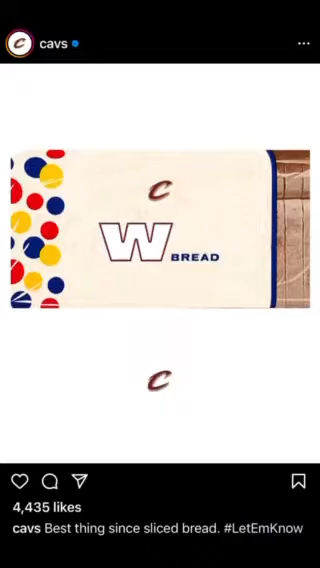 cavs
C
W BREAD
C
4,435 likes
cavs Best thing since sliced bread. #LetEmKnow